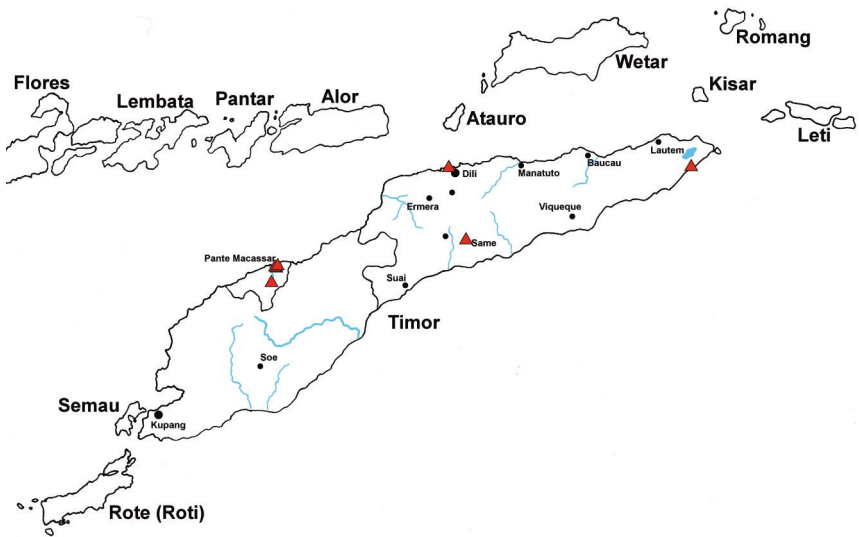 Romang
Wetar
Flores
Kisar
Lembata
Pantar
Alor
Atauro
Leti
Lautem
Baucau
Dili
Manatuto
Ermera
Viqueque
Same
Pante Macassar
Suai
Timor
Soe
Semau
Kupang
Rote (Roti)